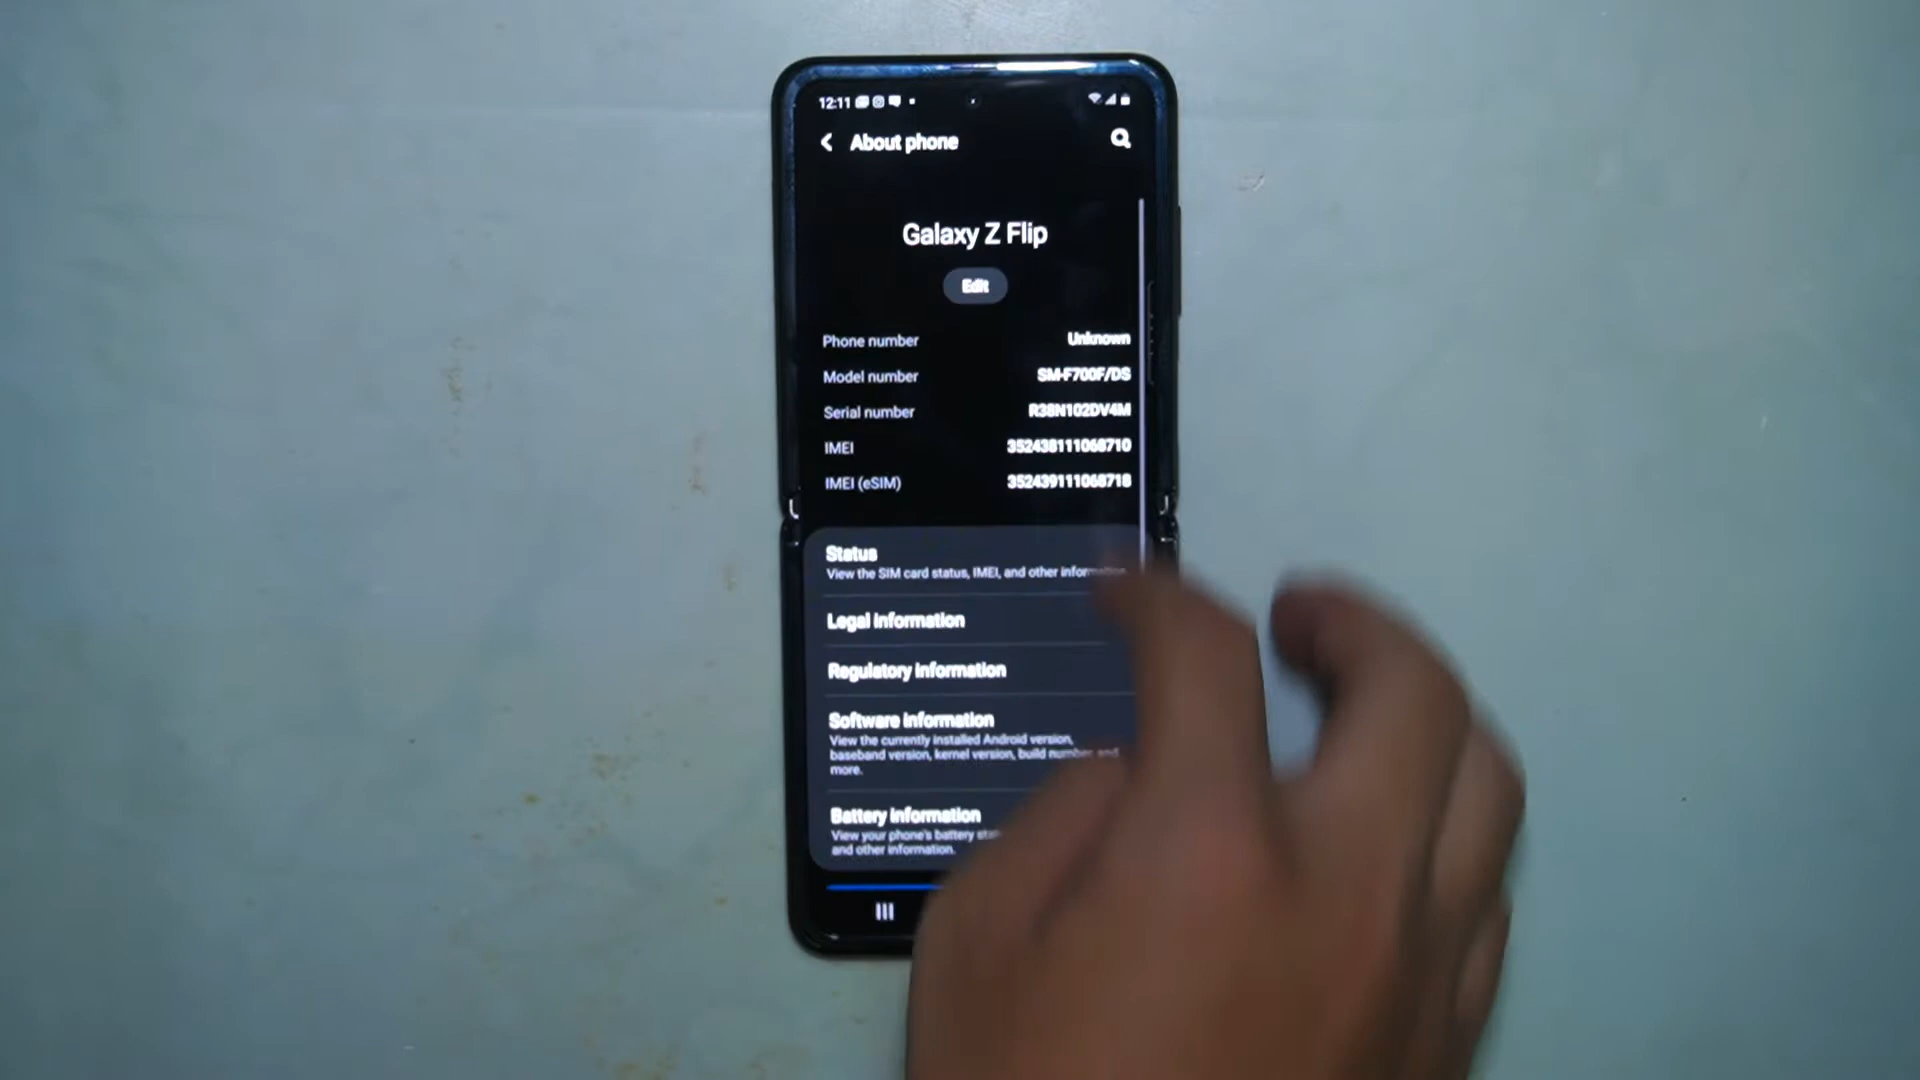 12:11
About phone
Galaxy Z Flip
Edit
Phone number Unknown
Model number SM-F700F/DS
Serial number R38N102DV4M
IMEI 352438111068710
IMEI (eSIM) 352439111068718
Status
View the SIM card status, IMEI, and other information.
Legal information
Regulatory information
Software information
View the currently installed Android version,
baseband version, kernel version, build number and
more.
Battery information
View your phone's battery
and other information.